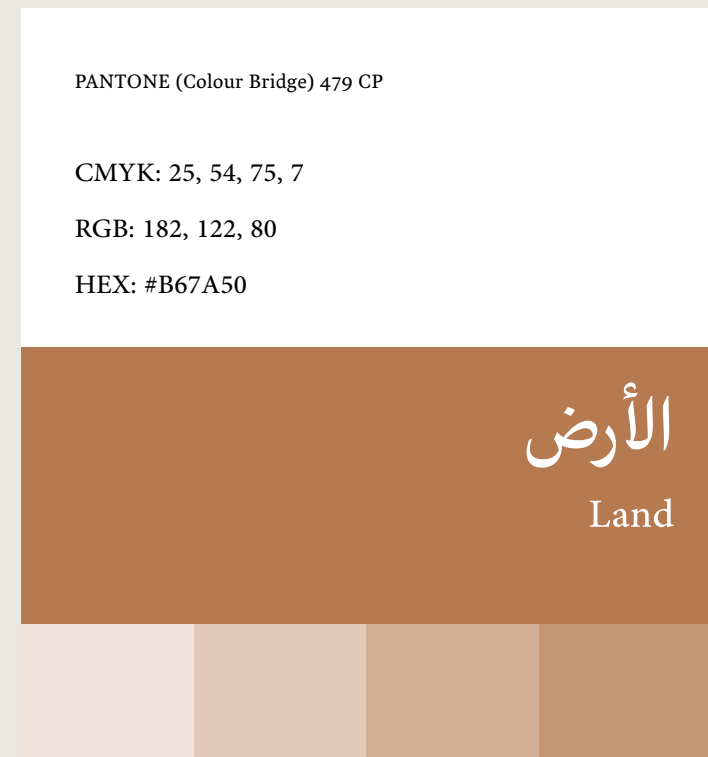 PANTONE (Colour Bridge) 479 CP
CMYK: 25, 54, 75, 7
RGB: 182, 122, 80
HEX: #B67A50
الأرض
Land